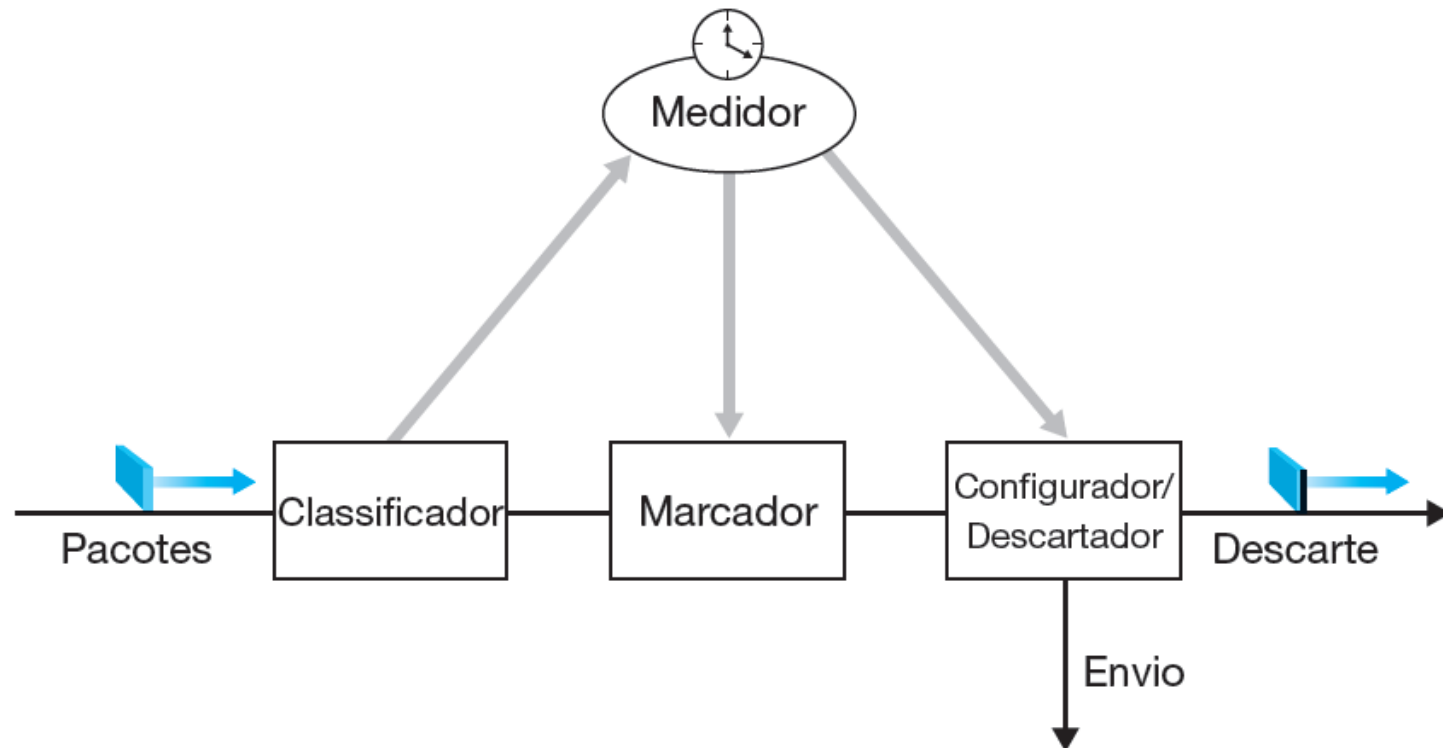 Medidor
Pacotes
Classificador
Marcador
Configurador/
Descartador
Descarte
Envio